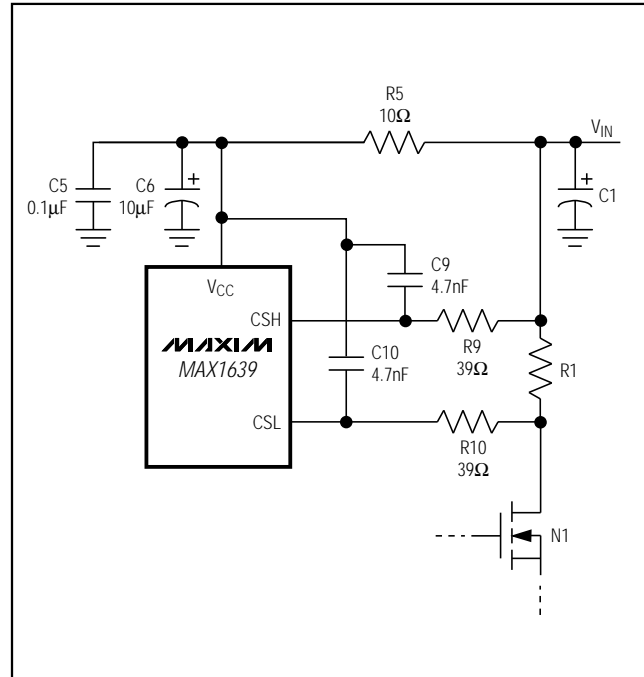 R5
10Ω
VIN
C5
0.1µF
C6
10µF
+
+
C1
C9
4.7nF
VCC
CSH
MAXIM
MAX1639
C10
4.7nF
R9
39Ω
R1
CSL
R10
39Ω
N1